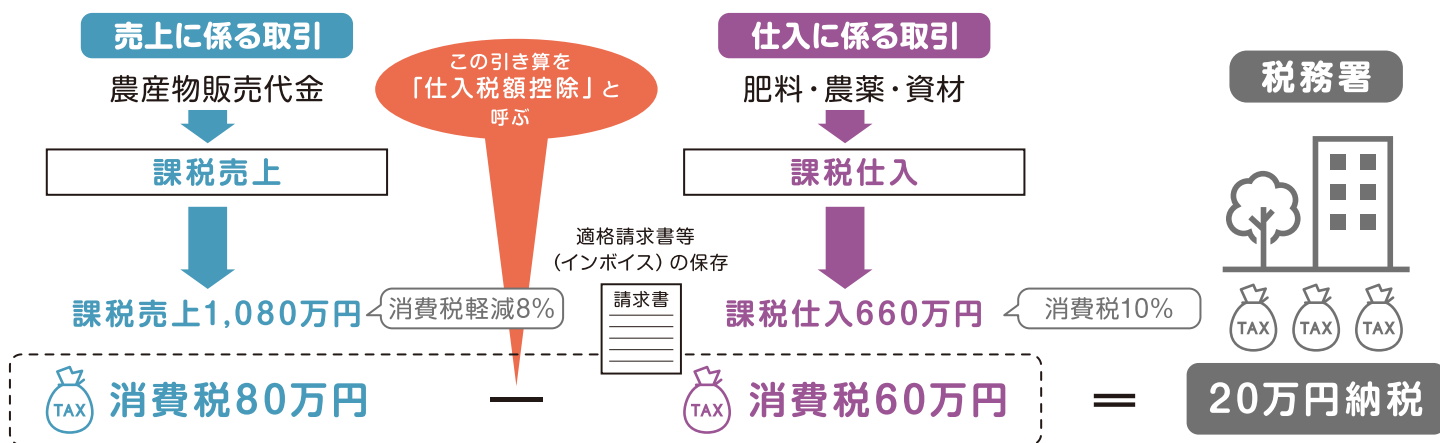 売上に係る取引
農産物販売代金
課税売上
課税売上1,080万円
消費税軽減8%
TAX
消費税80万円
この引き算を
「仕入税額控除」と
呼ぶ
－
適格請求書等
（インボイス）の保存
請求書
仕入に係る取引
肥料・農薬・資材
課税仕入
課税仕入660万円
消費税10%
TAX
消費税60万円
＝
税務署
TAX TAX TAX
20万円納税